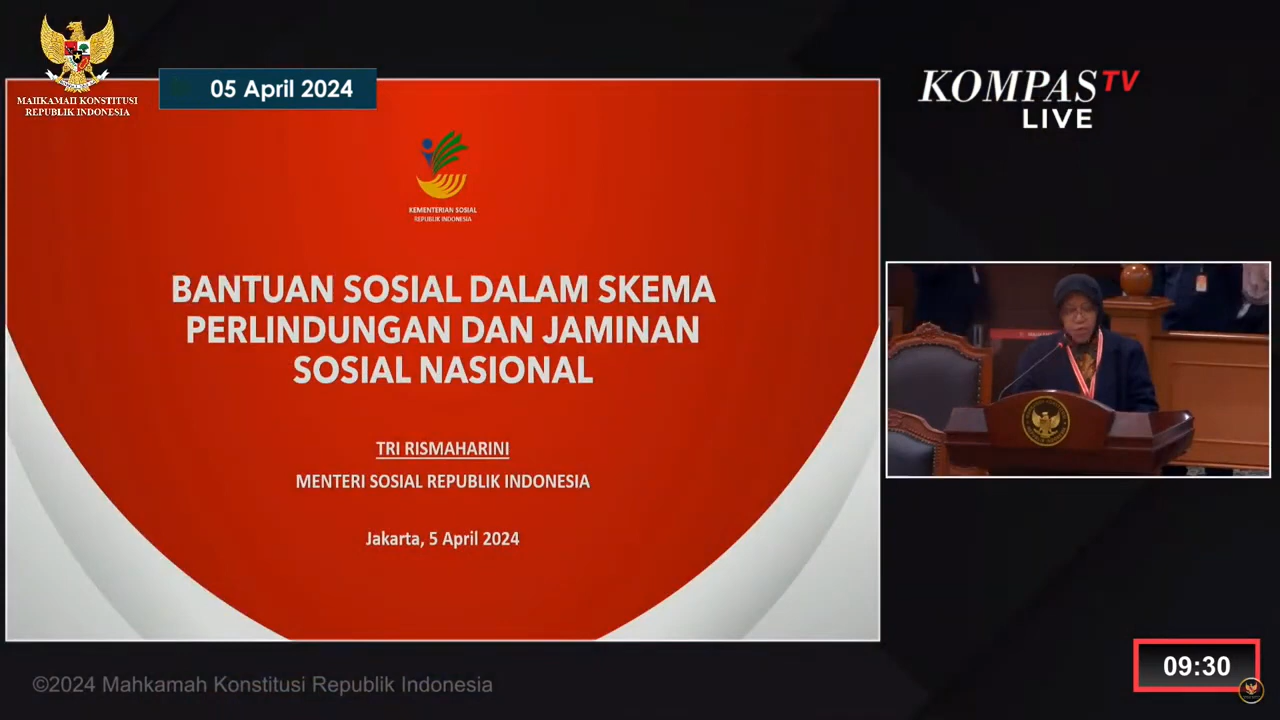 MAHKAMAH KONSTITUSI
REPUBLIK INDONESIA
05 April 2024
KOMPAS TV
LIVE
KEMENTERIAN SOSIAL
REPUBLIK INDONESIA
BANTUAN SOSIAL DALAM SKEMA
PERLINDUNGAN DAN JAMINAN
SOSIAL NASIONAL
TRI RISMAHARINI
MENTERI SOSIAL REPUBLIK INDONESIA
Jakarta, 5 April 2024
©2024 Mahkamah Konstitusi Republik Indonesia
09:30